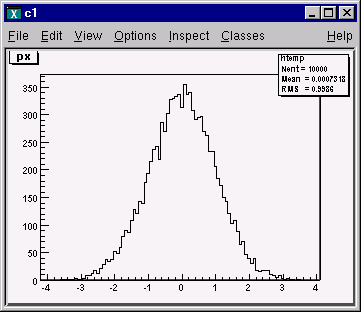 c1
File Edit View Options Inspect Classes Help
px
htemp
Nent = 10000
Mean = 0.0007318
RMS = 0.9986
350
300
250
200
150
100
50
0
-4 -3 -2 -1 0 1 2 3 4